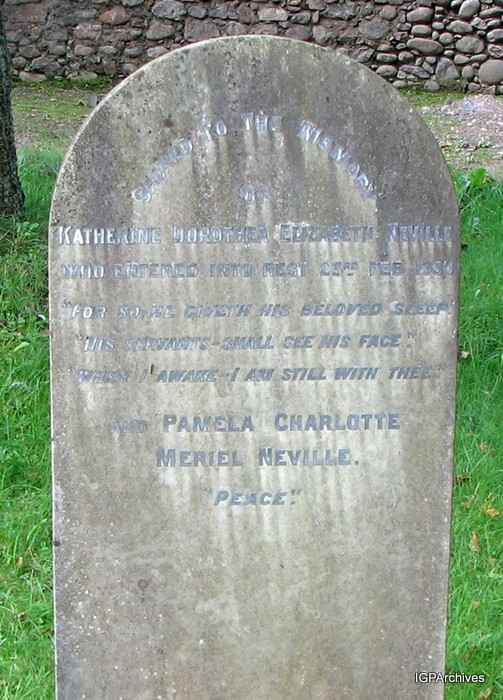 Sacred to the Memory
of
Katherine Dorothea Elizabeth Neville
who entered into rest 23rd Feb
"For so, He giveth his beloved sleep"
"His servants shall see his face."
"When I awake I am still with thee"
and Pamela Charlotte
Meriel Neville.
"Peace."
IGPArchives